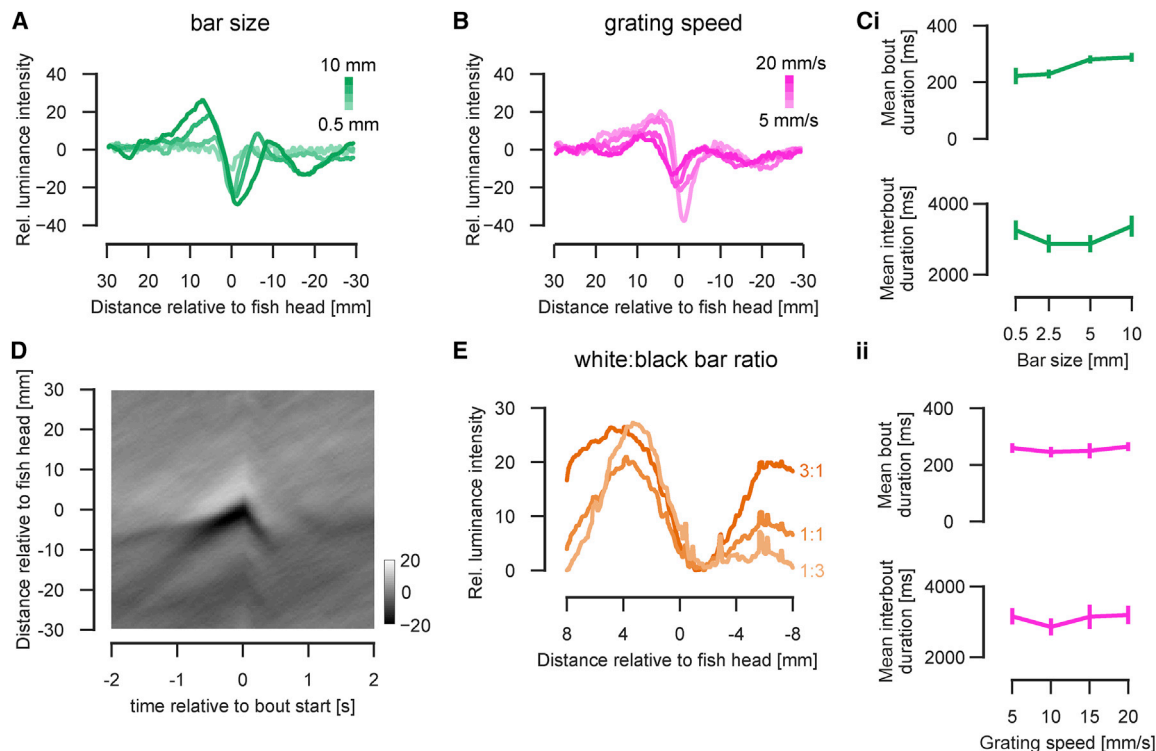 A
bar size
Rel. luminance intensity
40
20
0
−20
−40
10 mm
0.5 mm
30 20 10 0 -10 -20 -30
Distance relative to fish head [mm]
B
grating speed
Rel. luminance intensity
40
20
0
−20
−40
20 mm/s
5 mm/s
30 20 10 0 -10 -20 -30
Distance relative to fish head [mm]
Ci
Mean bout
duration [ms]
400
200
0
Mean interbout
duration [ms]
4000
2000
0.5 2.5 5 10
Bar size [mm]
D
Distance relative to fish head [mm]
30
20
10
0
-10
-20
-30
20
0
−20
-2 -1 0 1 2
time relative to bout start [s]
E
white:black bar ratio
Rel. luminance intensity
30
20
10
0
3:1
1:1
1:3
8 4 0 -4 -8
Distance relative to fish head [mm]
ii
Mean bout
duration [ms]
400
200
0
Mean interbout
duration [ms]
4000
2000
5 10 15 20
Grating speed [mm/s]